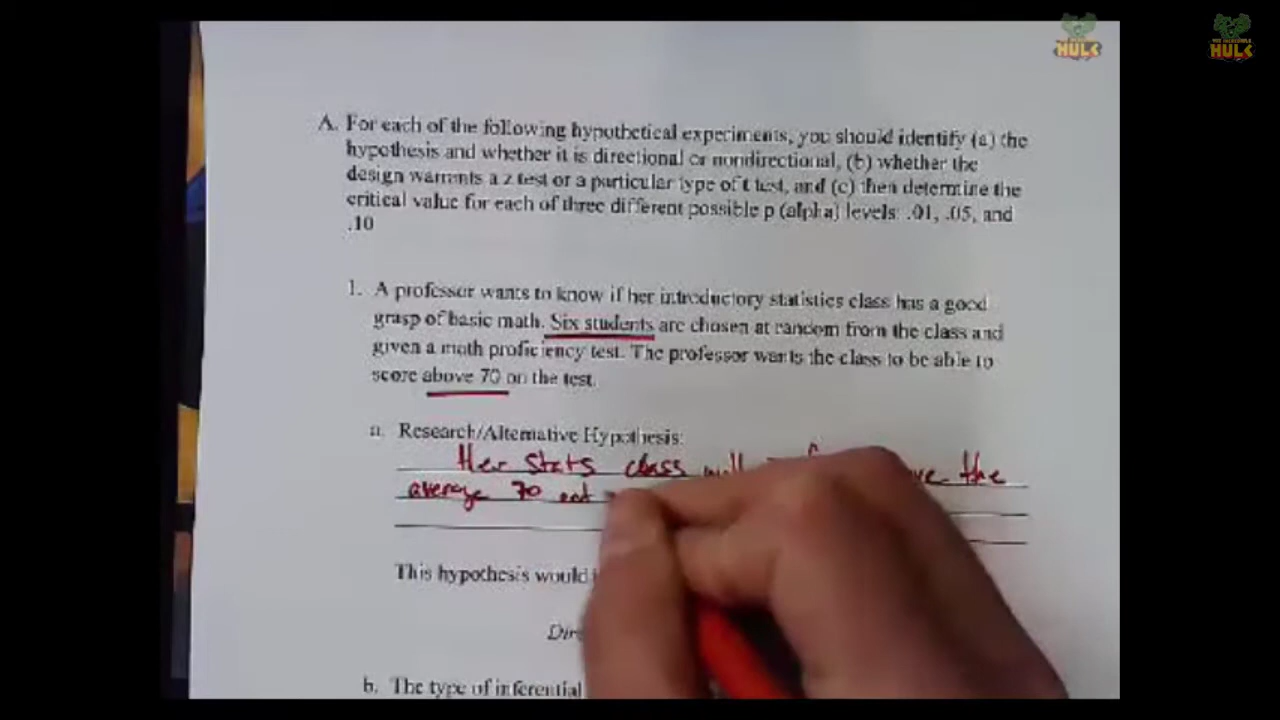 HULK
HULK
A. For each of the following hypothetical experiments, you should identify (a) the
hypothesis and whether it is directional or nondirectional, (b) whether the
design warrants a z test or a particular type of t test, and (c) then determine the
critical value for each of three different possible p (alpha) levels: .01, .05, and
.10
1. A professor wants to know if her introductory statistics class has a good
grasp of basic math. Six students are chosen at random from the class and
given a math proficiency test. The professor wants the class to be able to
score above 70 on the test.
a. Research/Alternative Hypothesis:
Her stats class will the
average 70
This hypothesis would
b. The type of inferential